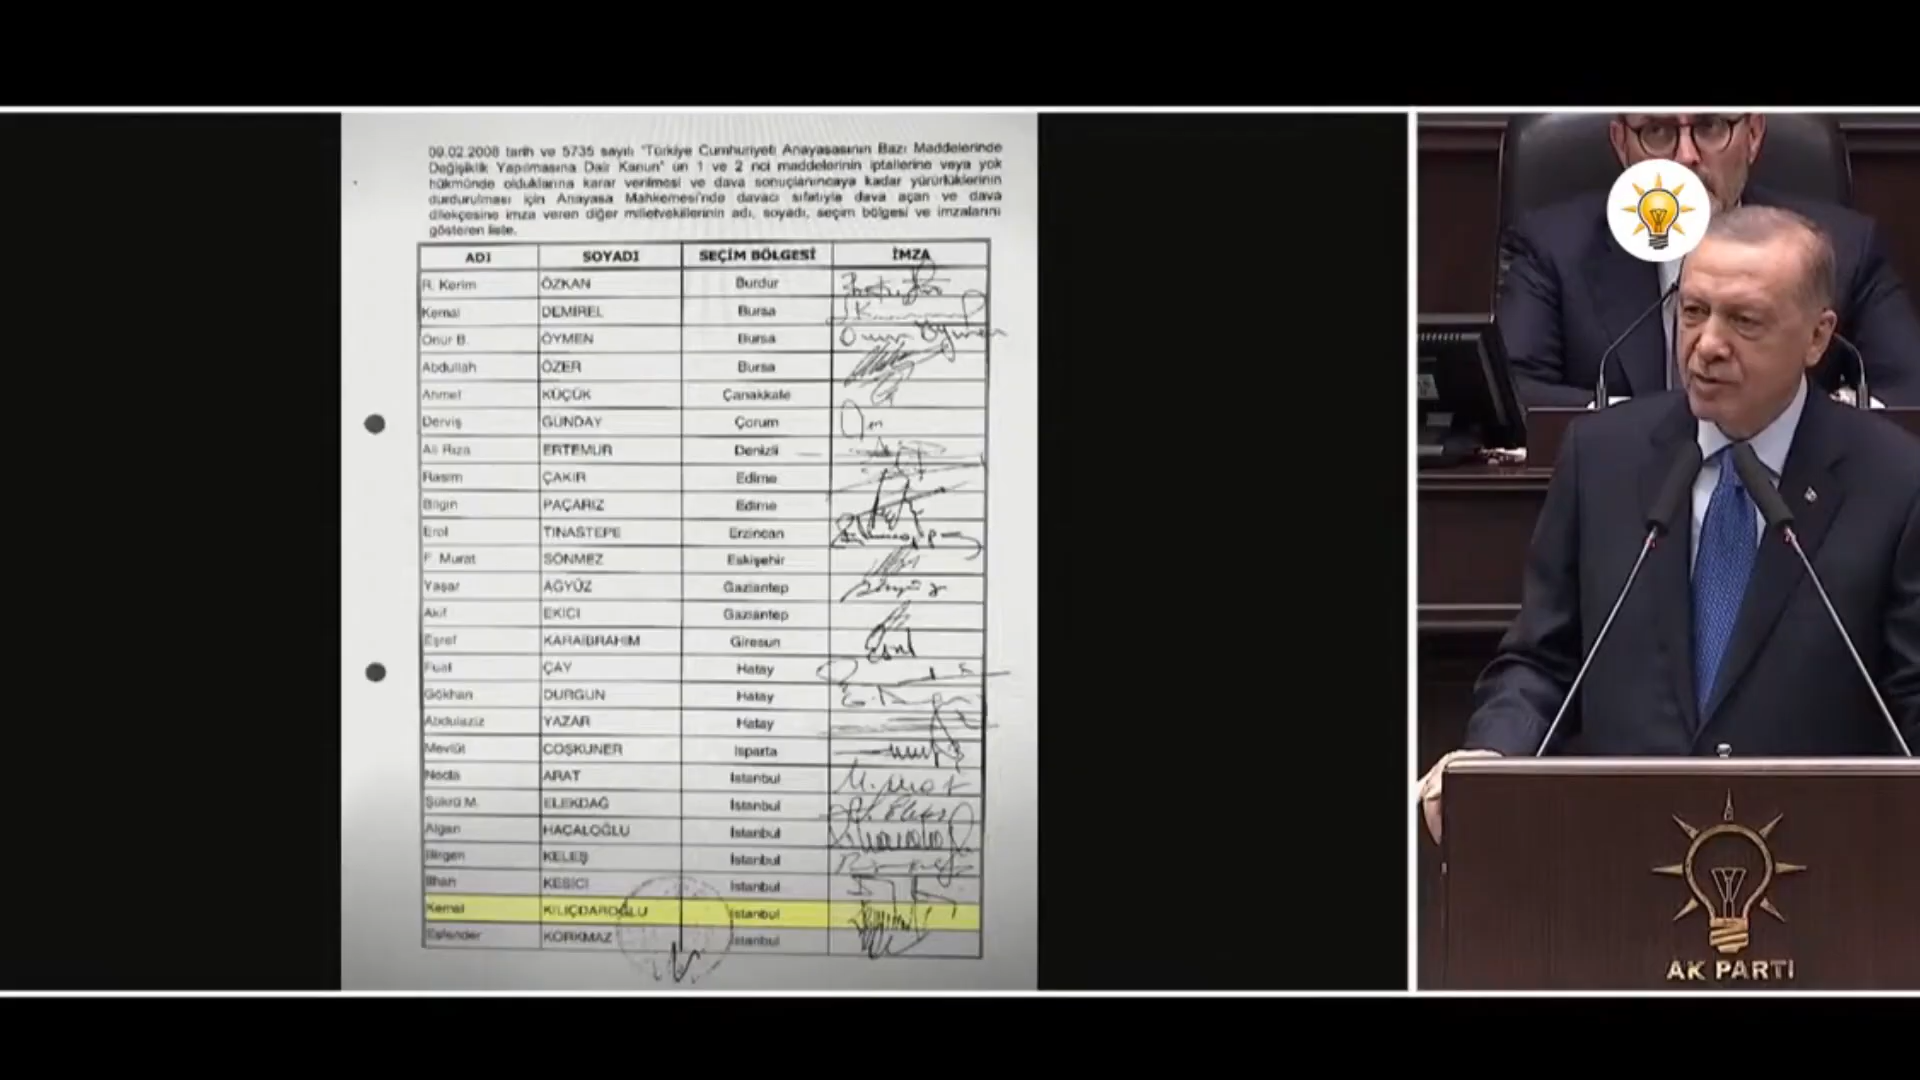 09.02.2008 tarih ve 5735 sayılı "Türkiye Cumhuriyeti Anayasasının Bazı Maddelerinde
Değişiklik Yapılmasına Dair Kanun" un 1 ve 2 nci maddelerinin iptallerine veya yok
hükmünde olduklarına karar verilmesi ve dava sonuçlanıncaya kadar yürürlüklerinin
durdurulması için Anayasa Mahkemesi'nde davacı sıfatıyla dava açan ve dava
dilekçesine imza veren diğer milletvekillerinin adı, soyadı, seçim bölgesi ve imzalarını
gösteren liste.
ADI SOYADI SEÇİM BÖLGESİ İMZA
R. Kerim ÖZKAN Burdur
Kemal DEMİREL Bursa
Onur B. ÖYMEN Bursa Onur Öymen
Abdullah ÖZER Bursa
Ahmet KÜÇÜK Çanakkale
Derviş GÜNDAY Çorum
Ali Rıza ERTEMÜR Denizli
Rasim ÇAKIR Edirne
Bilgin PAÇARIZ Edirne
Erol TINASTEPE Erzincan
F. Murat SÖNMEZ Eskişehir
Yaşar AĞYÜZ Gaziantep
Akif EKİCİ Gaziantep
Eşref KARAİBRAHİM Giresun
Fuat ÇAY Hatay
Gökhan DURGUN Hatay
Abdulaziz YAZAR Hatay
Mevlüt COŞKUNER Isparta
Necla ARAT İstanbul
Şükrü M. ELEKDAĞ İstanbul
Algan HACALOĞLU İstanbul
Birgen KELEŞ İstanbul
İlhan KESİCİ İstanbul
Kemal KILIÇDAROĞLU İstanbul
Esfender KORKMAZ İstanbul
AK PARTİ